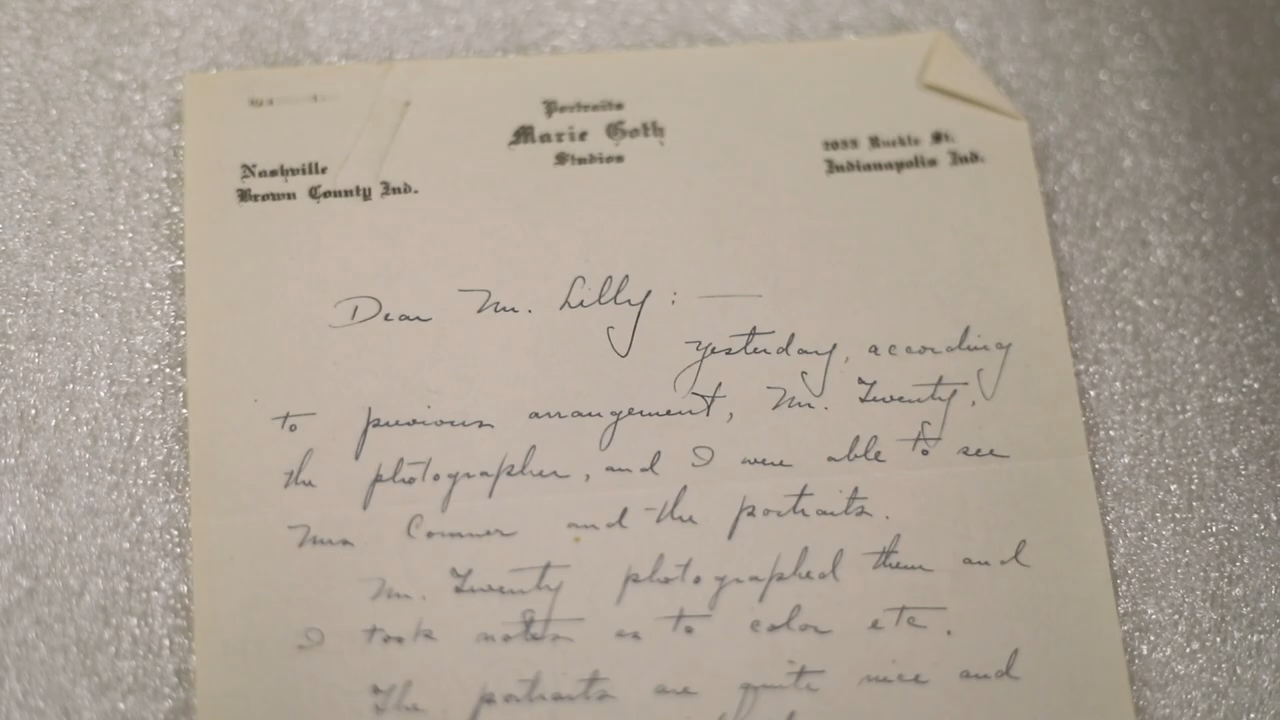 Portraits
Marie Goth
Studios
Nashville
Brown County Ind.
Ruckle St.
Indianapolis Ind.
Dear Mr. Lilly : —
yesterday, according
to previous arrangement, Mr. Twenty,
the photographer, and I were able to see
Mrs Conner and the portraits.
Mr. Twenty photographed them and
I took notes as to color etc.
The portraits are quite nice and